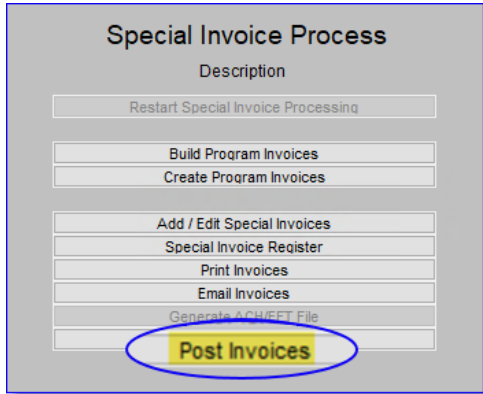 Special Invoice Process
Description
Restart Special Invoice Processing
Build Program Invoices
Create Program Invoices
Add / Edit Special Invoices
Special Invoice Register
Print Invoices
Email Invoices
Generate ACH/EFT File
Post Invoices